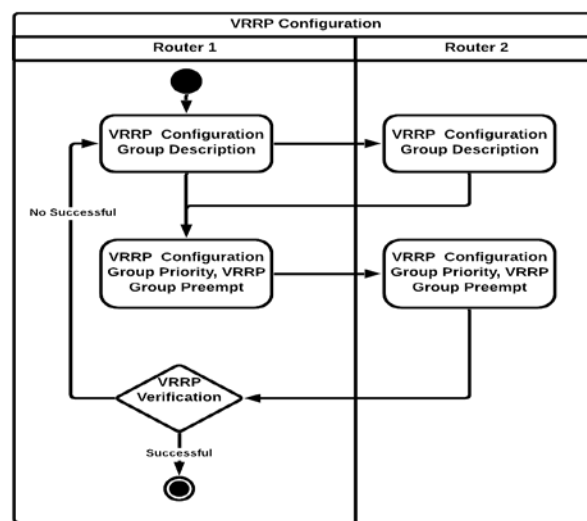 VRRP Configuration
Router 1
Router 2
VRRP Configuration
Group Description
VRRP Configuration
Group Description
No Successful
VRRP Configuration
Group Priority, VRRP
Group Preempt
VRRP Configuration
Group Priority, VRRP
Group Preempt
VRRP
Verification
Successful